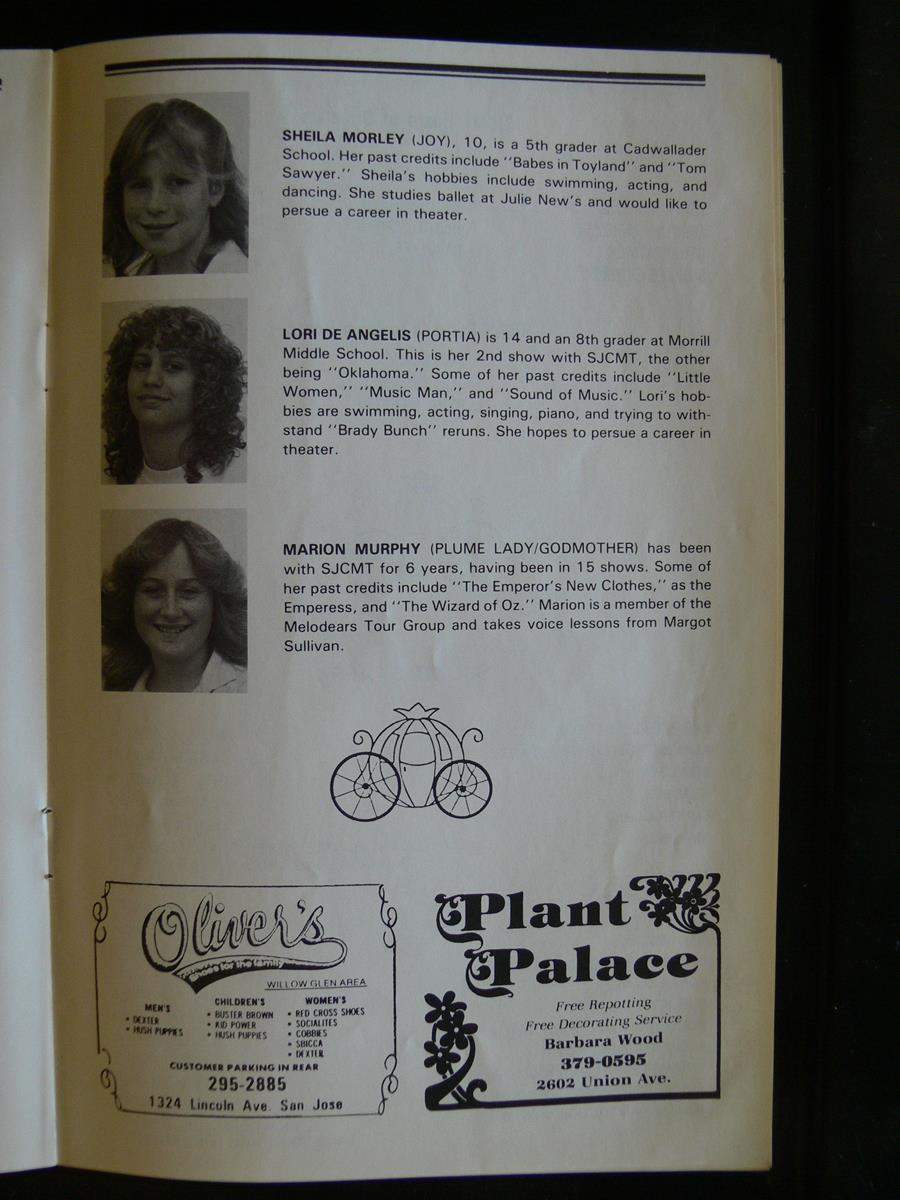 SHEILA MORLEY (JOY), 10, is a 5th grader at Cadwallader
School. Her past credits include "Babes in Toyland" and "Tom
Sawyer." Sheila's hobbies include swimming, acting, and
dancing. She studies ballet at Julie New's and would like to
persue a career in theater.
LORI DE ANGELIS (PORTIA) is 14 and an 8th grader at Morrill
Middle School. This is her 2nd show with SJCMT, the other
being "Oklahoma." Some of her past credits include "Little
Women," "Music Man," and "Sound of Music." Lori's hob-
bies are swimming, acting, singing, piano, and trying to with-
stand "Brady Bunch" reruns. She hopes to persue a career in
theater.
MARION MURPHY (PLUME LADY/GODMOTHER) has been
with SJCMT for 6 years, having been in 15 shows. Some of
her past credits include "The Emperor's New Clothes," as the
Emperess, and "The Wizard of Oz." Marion is a member of the
Melodears Tour Group and takes voice lessons from Margot
Sullivan.
Oliver's
shoes for the family
WILLOW GLEN AREA
MEN'S
• DEXTER
• HUSH PUPPIES
CHILDREN'S
• BUSTER BROWN
• KID POWER
• HUSH PUPPIES
WOMEN'S
• RED CROSS SHOES
• SOCIALITES
• COBBIES
• SBICCA
• DEXTER
CUSTOMER PARKING IN REAR
295-2885
1324 Lincoln Ave. San Jose
Plant
Palace
Free Repotting
Free Decorating Service
Barbara Wood
379-0595
2602 Union Ave.